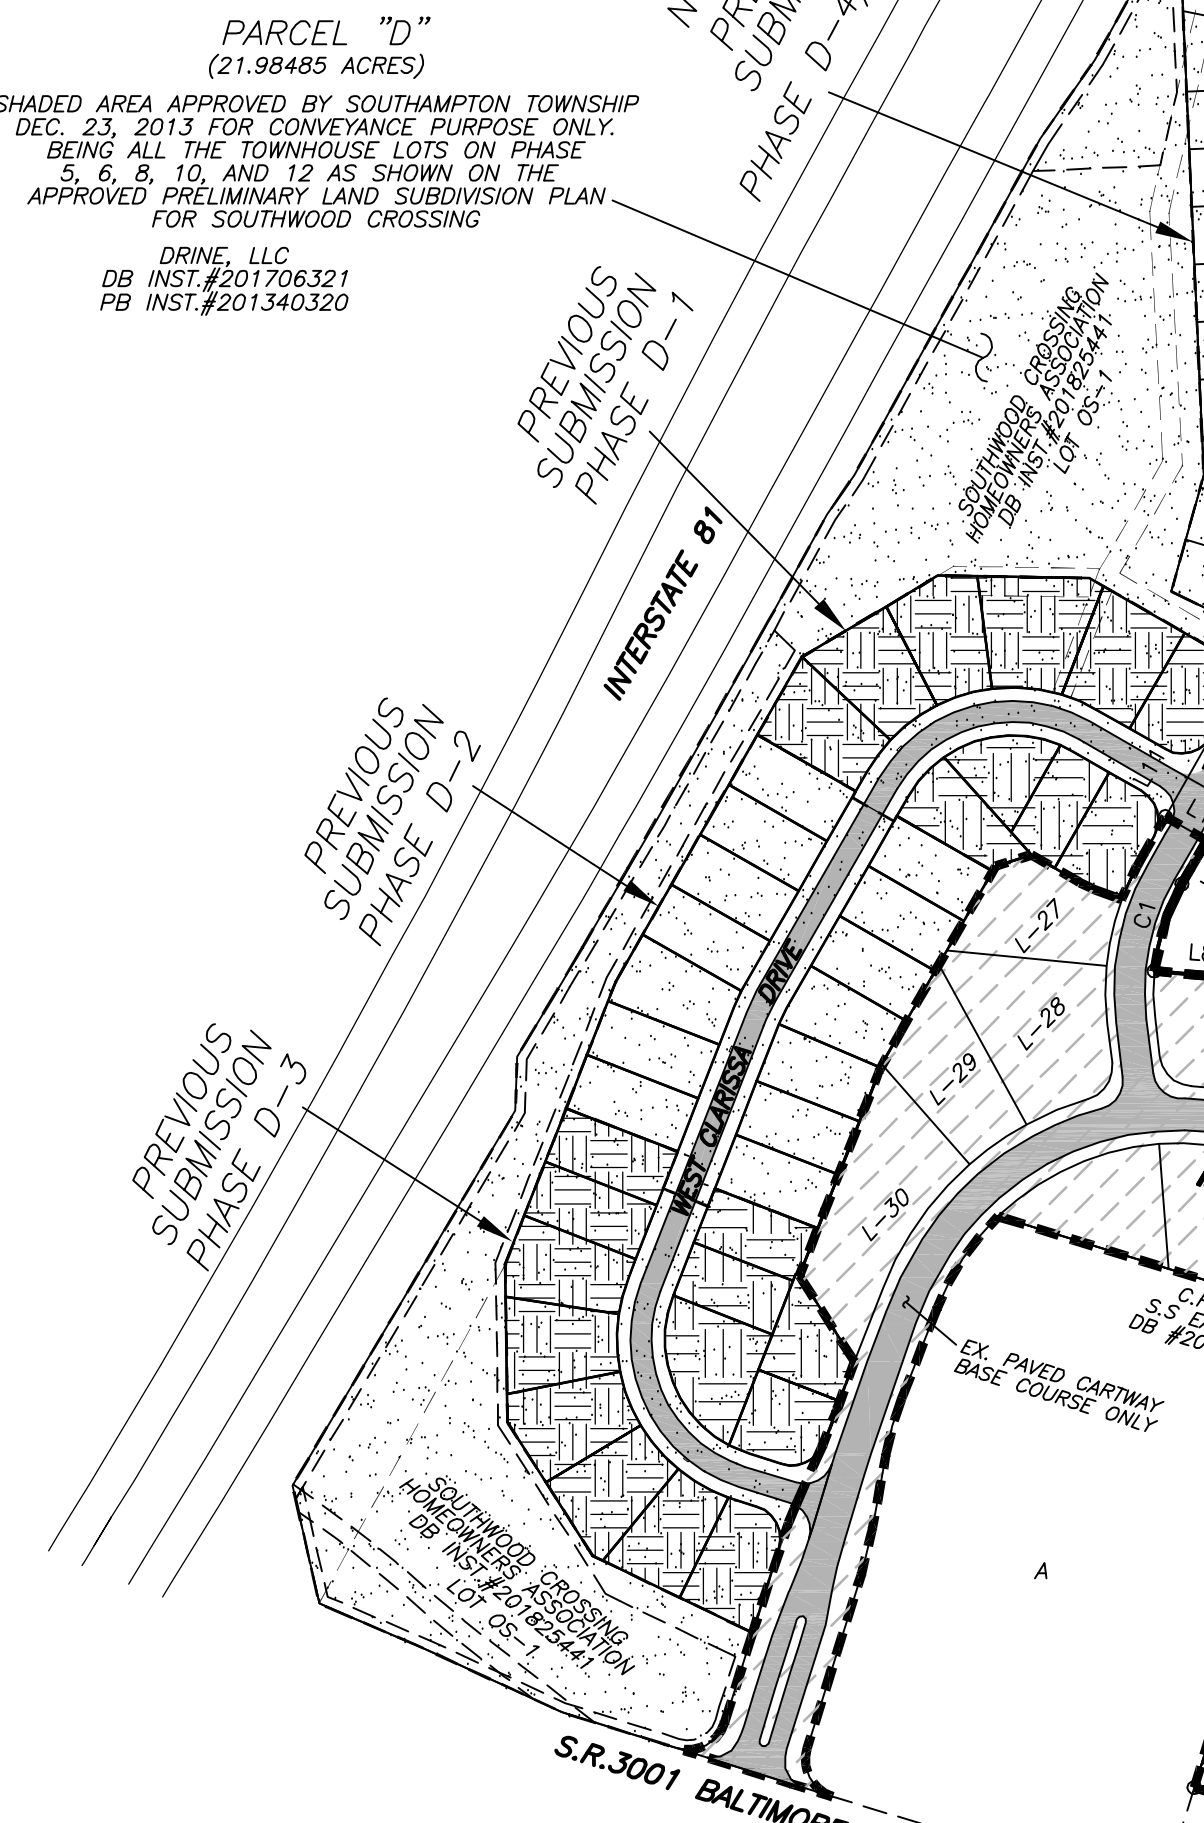 PARCEL "D"
(21.98485 ACRES)
SHADED AREA APPROVED BY SOUTHAMPTON TOWNSHIP
DEC. 23, 2013 FOR CONVEYANCE PURPOSE ONLY.
BEING ALL THE TOWNHOUSE LOTS ON PHASE
5, 6, 8, 10, AND 12 AS SHOWN ON THE
APPROVED PRELIMINARY LAND SUBDIVISION PLAN
FOR SOUTHWOOD CROSSING
DRINE, LLC
DB INST.#201706321
PB INST.#201340320
PHASE D-4
SOUTHWOOD CROSSING
HOMEOWNERS ASSOCIATION
DB INST.#201825441
LOT OS-1
PREVIOUS
SUBMISSION
PHASE D-1
INTERSTATE 81
PREVIOUS
SUBMISSION
PHASE D-2
PREVIOUS
SUBMISSION
PHASE D-3
WEST CLARISSA DRIVE
C1
L-27
L-28
L-29
L-30
S.S
DB #20
EX. PAVED CARTWAY
BASE COURSE ONLY
A
SOUTHWOOD CROSSING
HOMEOWNERS ASSOCIATION
DB INST.#201825441
LOT OS-1
S.R.3001 BALTIMORE